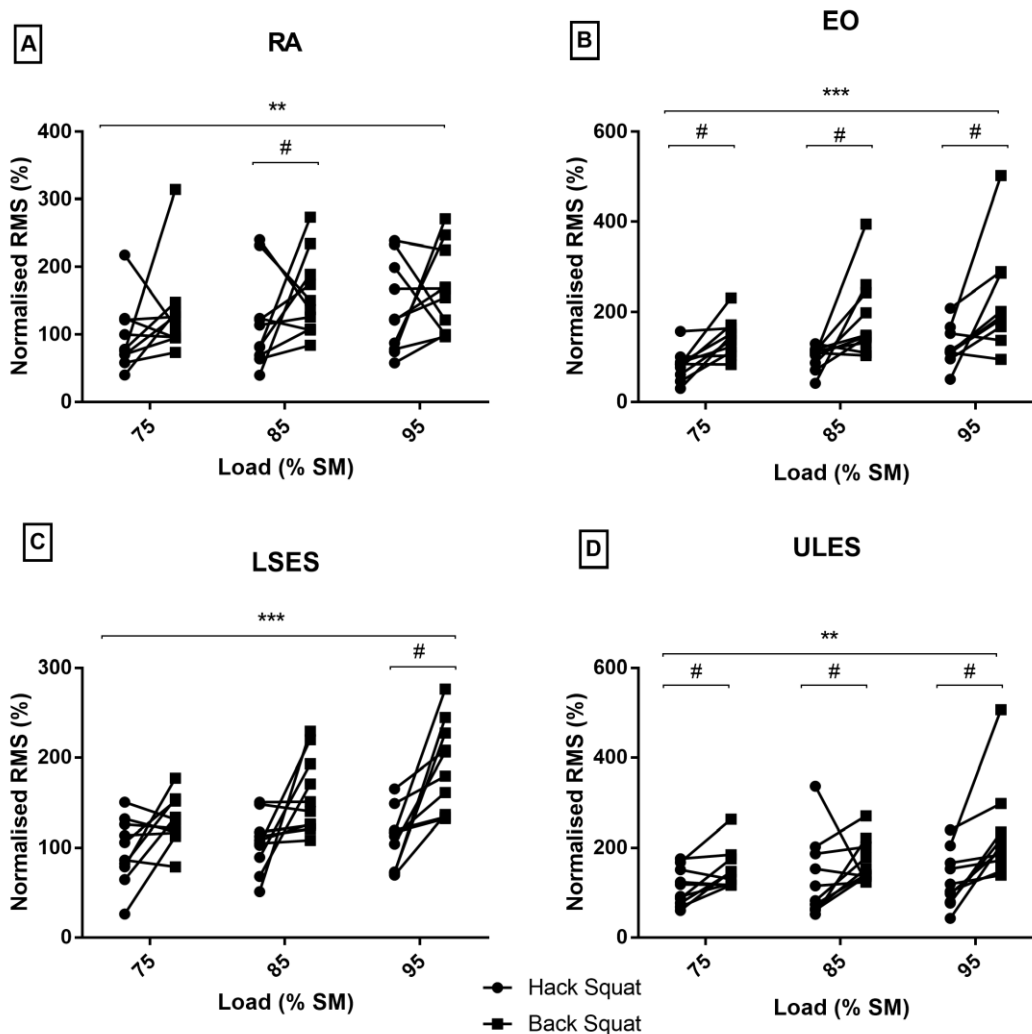 A
RA
**
#
400
300
200
100
0
Normalised RMS (%)
75
85
95
Load (% SM)
B
EO
***
#
#
#
600
400
200
0
Normalised RMS (%)
75
85
95
Load (% SM)
C
LSES
***
#
300
200
100
0
Normalised RMS (%)
75
85
95
Load (% SM)
D
ULES
**
#
#
#
600
400
200
0
Normalised RMS (%)
75
85
95
Load (% SM)
Hack Squat
Back Squat